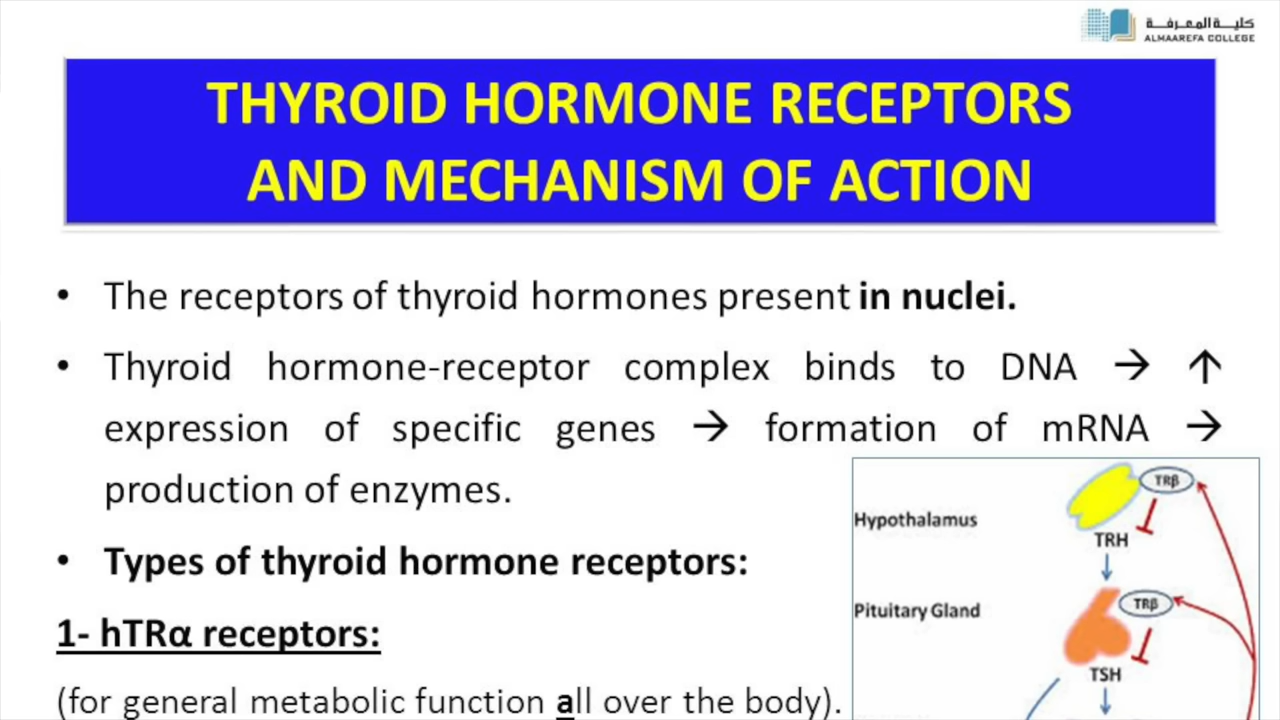 كلية المعرفة
ALMAAREFA COLLEGE
THYROID HORMONE RECEPTORS
AND MECHANISM OF ACTION
• The receptors of thyroid hormones present in nuclei.
• Thyroid hormone-receptor complex binds to DNA → ↑
expression of specific genes → formation of mRNA →
production of enzymes.
• Types of thyroid hormone receptors:
1- hTRα receptors:
(for general metabolic function all over the body).
TRβ
Hypothalamus
TRH
TRβ
Pituitary Gland
TSH